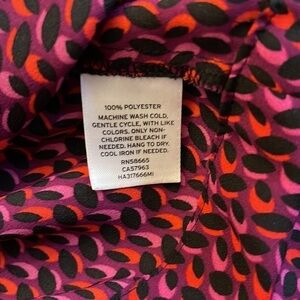 100% POLYESTER
MACHINE WASH COLD,
GENTLE CYCLE, WITH LIKE
COLORS. ONLY NON-
CHLORINE BLEACH IF
NEEDED. HANG TO DRY.
COOL IRON IF NEEDED.
RN58665
CA57963
HA317666MI